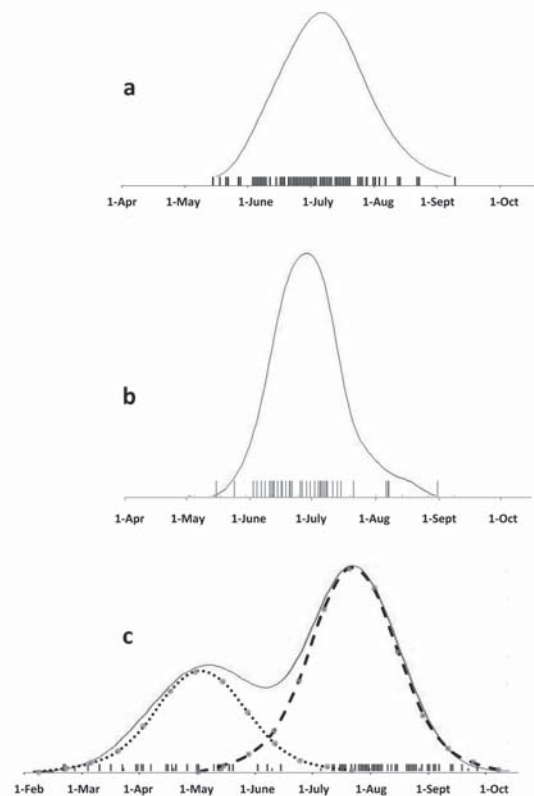 a
1-Apr 1-May 1-June 1-July 1-Aug 1-Sept 1-Oct
b
1-Apr 1-May 1-June 1-July 1-Aug 1-Sept 1-Oct
c
1-Feb 1-Mar 1-Apr 1-May 1-June 1-July 1-Aug 1-Sept 1-Oct